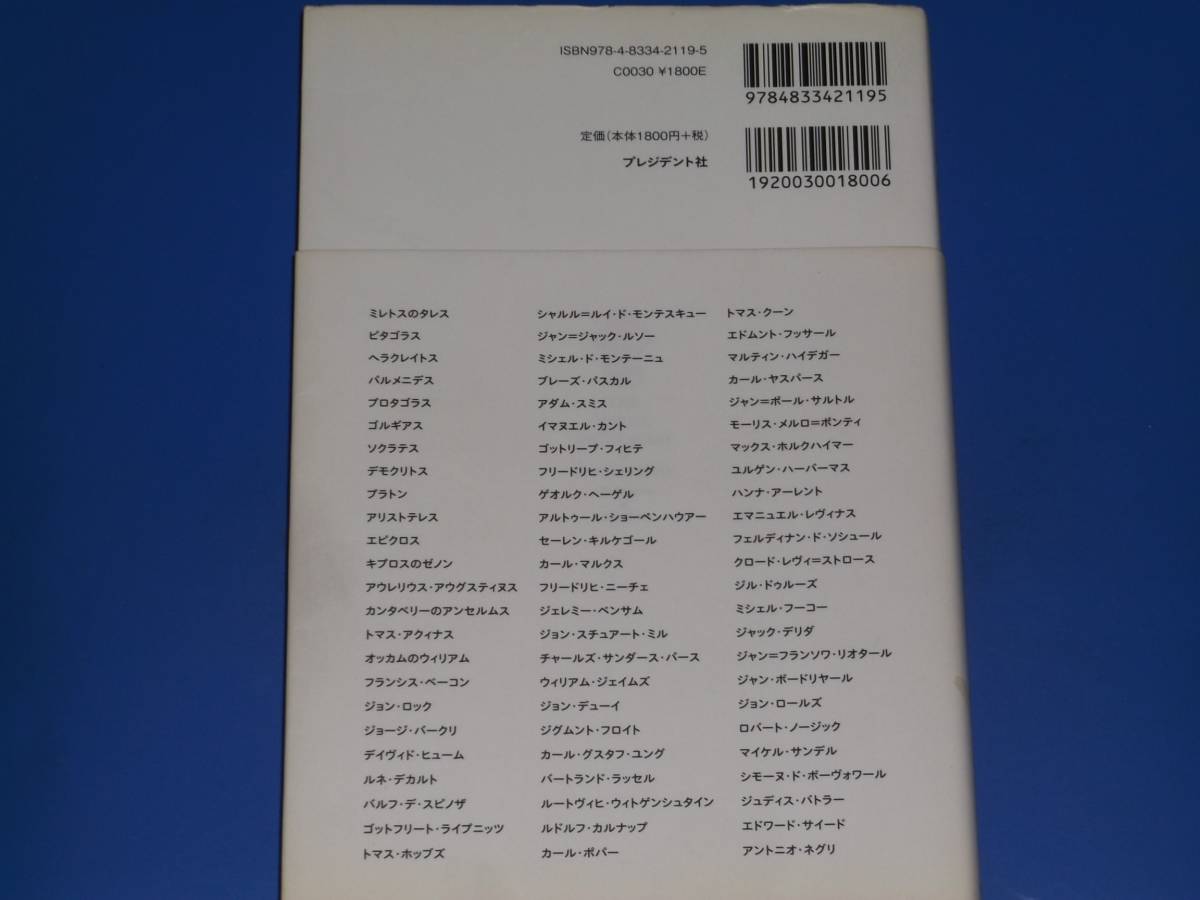 ISBN978-4-8334-2119-5
C0030 ¥1800E
9784833421195
定価(本体1800円+税)
プレジデント社
1920030018006
ミレトスのタレス
ピタゴラス
ヘラクレイトス
パルメニデス
プロタゴラス
ゴルギアス
ソクラテス
デモクリトス
プラトン
アリストテレス
エピクロス
キプロスのゼノン
アウレリウス・アウグスティヌス
カンタベリーのアンセルムス
トマス・アクィナス
オッカムのウィリアム
フランシス・ベーコン
ジョン・ロック
ジョージ・バークリ
デイヴィド・ヒューム
ルネ・デカルト
バルフ・デ・スピノザ
ゴットフリート・ライプニッツ
トマス・ホッブズ
シャルル=ルイ・ド・モンテスキュー
ジャン=ジャック・ルソー
ミシェル・ド・モンテーニュ
ブレーズ・パスカル
アダム・スミス
イマヌエル・カント
ゴットリープ・フィヒテ
フリードリヒ・シェリング
ゲオルク・ヘーゲル
アルトゥール・ショーペンハウアー
セーレン・キルケゴール
カール・マルクス
フリードリヒ・ニーチェ
ジェレミー・ベンサム
ジョン・スチュアート・ミル
チャールズ・サンダース・パース
ウィリアム・ジェイムズ
ジョン・デューイ
ジグムント・フロイト
カール・グスタフ・ユング
バートランド・ラッセル
ルートヴィヒ・ウィトゲンシュタイン
ルドルフ・カルナップ
カール・ポパー
トマス・クーン
エドムント・フッサール
マルティン・ハイデガー
カール・ヤスパース
ジャン=ポール・サルトル
モーリス・メルロ=ポンティ
マックス・ホルクハイマー
ユルゲン・ハーバーマス
ハンナ・アーレント
エマニュエル・レヴィナス
フェルディナン・ド・ソシュール
クロード・レヴィ=ストロース
ジル・ドゥルーズ
ミシェル・フーコー
ジャック・デリダ
ジャン=フランソワ・リオタール
ジャン・ボードリヤール
ジョン・ロールズ
ロバート・ノージック
マイケル・サンデル
シモーヌ・ド・ボーヴォワール
ジュディス・バトラー
エドワード・サイード
アントニオ・ネグリ